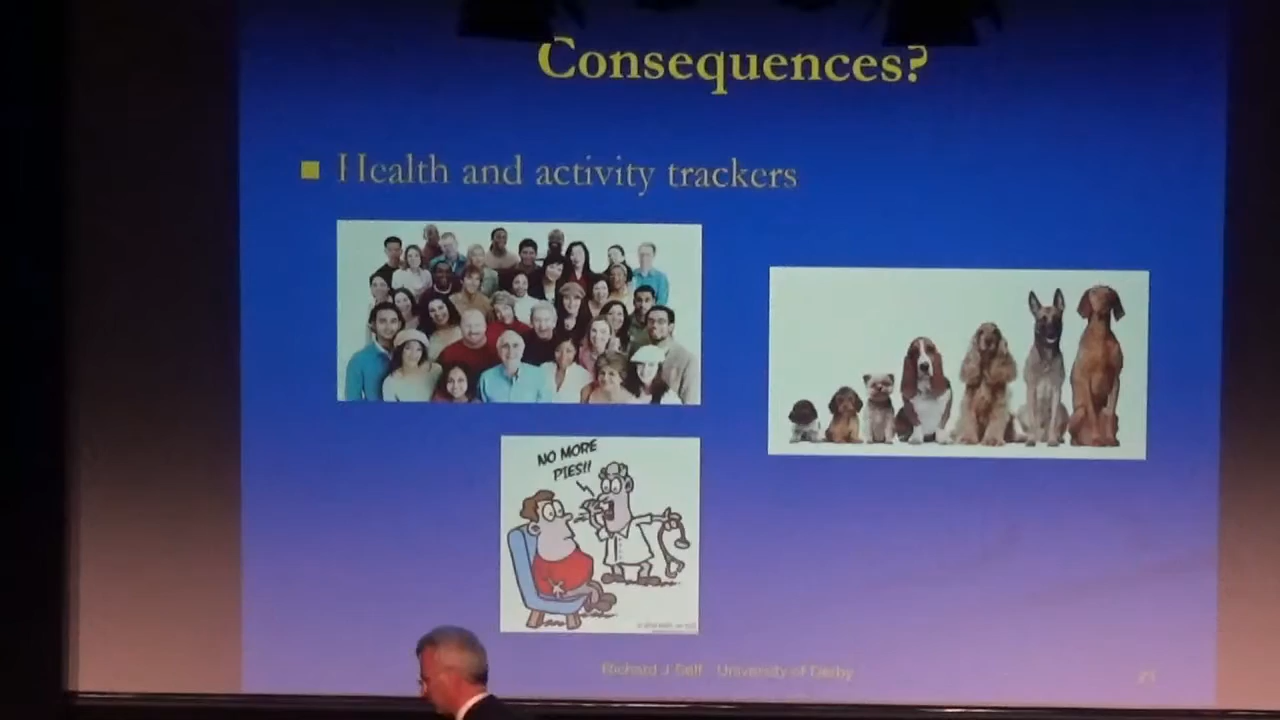 Consequences?
■ Health and activity trackers
NO MORE
PIES!!
Richard J Self University of Derby